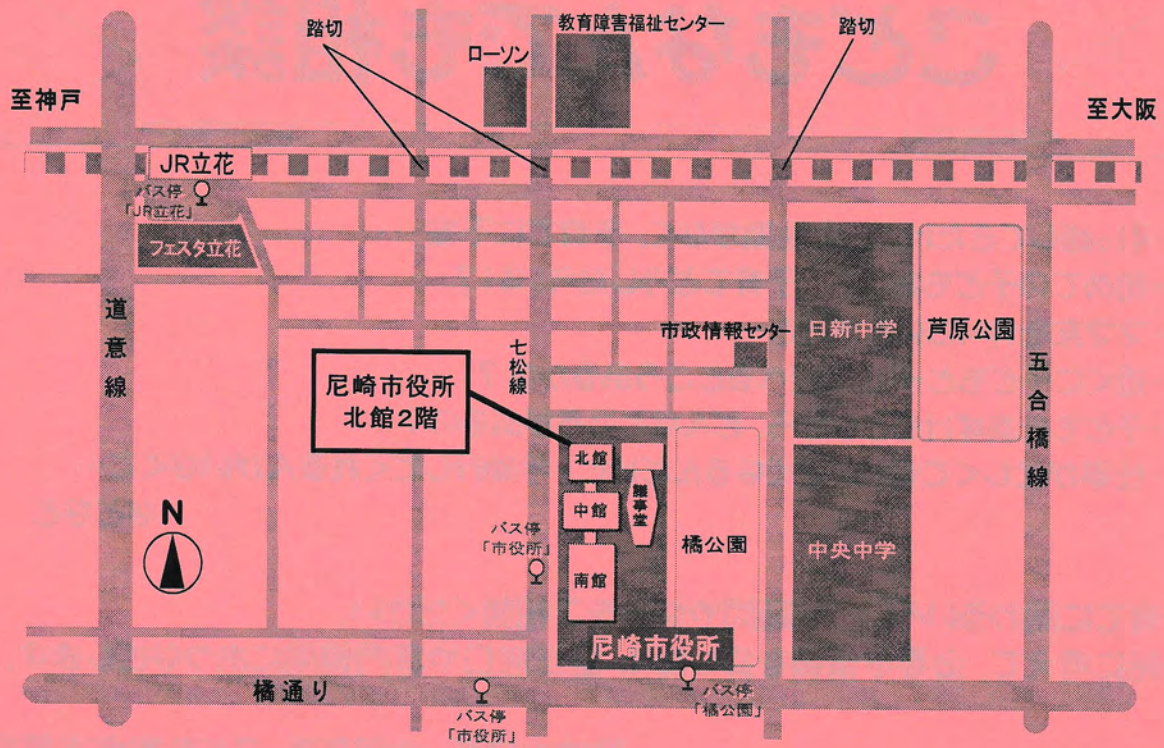 踏切
教育障害福祉センター
踏切
ローソン
至神戸
至大阪
JR立花
バス停
「JR立花」
フェスタ立花
道意線
七松線
市政情報センター
日新中学
芦原公園
五合橋線
尼崎市役所
北館2階
北館
議事堂
中館
南館
橘公園
中央中学
N
バス停
「市役所」
尼崎市役所
橘通り
バス停
「市役所」
バス停
「橘公園」